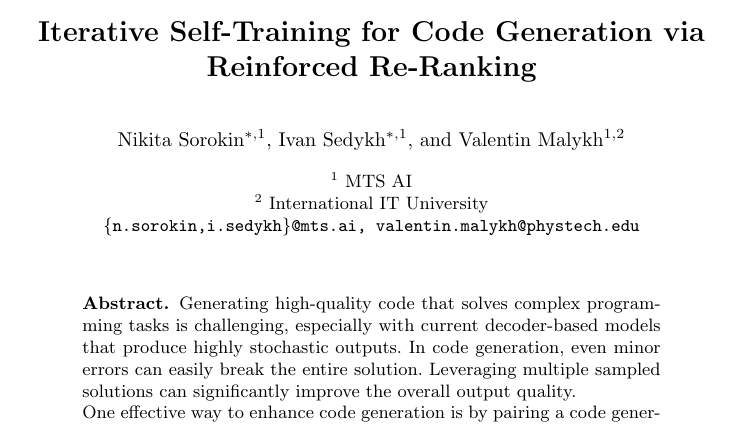 Iterative Self-Training for Code Generation via
Reinforced Re-Ranking
Nikita Sorokin*,1, Ivan Sedykh*,1, and Valentin Malykh1,2
1 MTS AI
2 International IT University
{n.sorokin,i.sedykh}@mts.ai, valentin.malykh@phystech.edu
Abstract. Generating high-quality code that solves complex program-
ming tasks is challenging, especially with current decoder-based models
that produce highly stochastic outputs. In code generation, even minor
errors can easily break the entire solution. Leveraging multiple sampled
solutions can significantly improve the overall output quality.
One effective way to enhance code generation is by pairing a code gener-